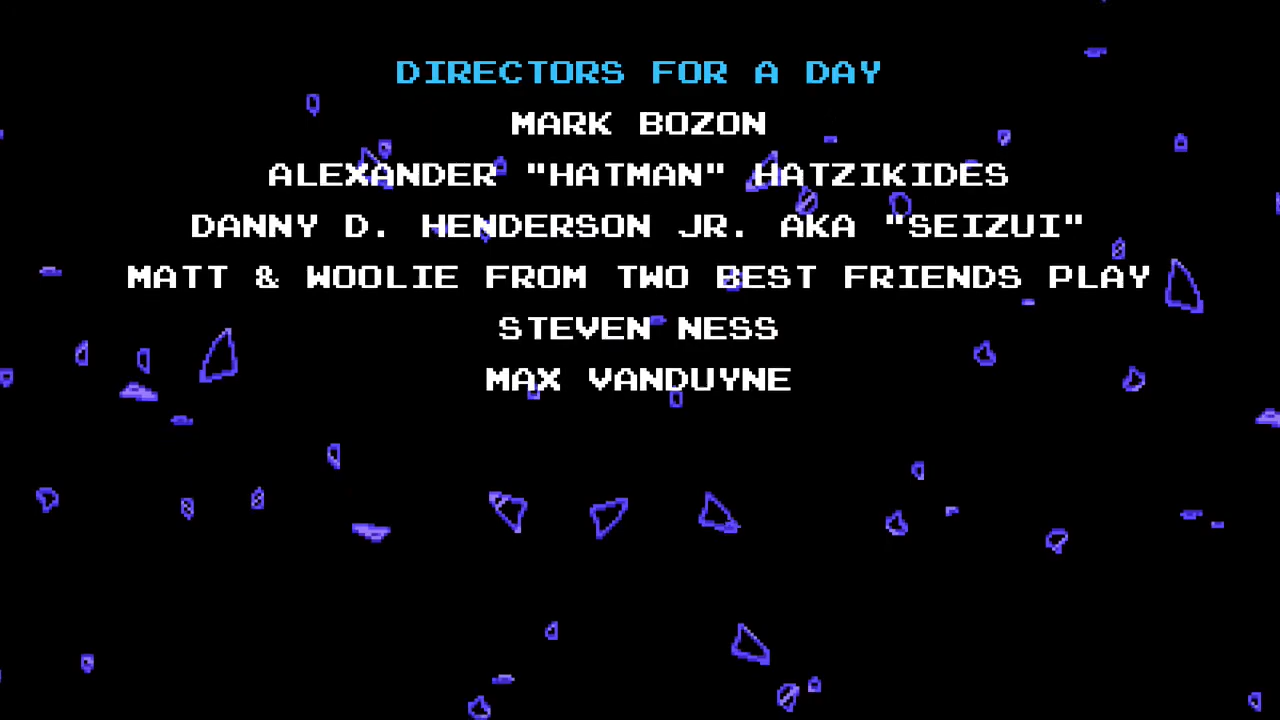 DIRECTORS FOR A DAY
MARK BOZON
ALEXANDER "HATMAN" HATZIKIDES
DANNY D. HENDERSON JR. AKA "SEIZUI"
MATT & WOOLIE FROM TWO BEST FRIENDS PLAY
STEVEN NESS
MAX VANDUYNE